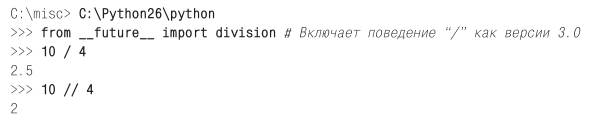 C:\misc> C:\Python26\python
>>> from __future__ import division # Включает поведение “/” как версии 3.0
>>> 10 / 4
2.5
>>> 10 // 4
2